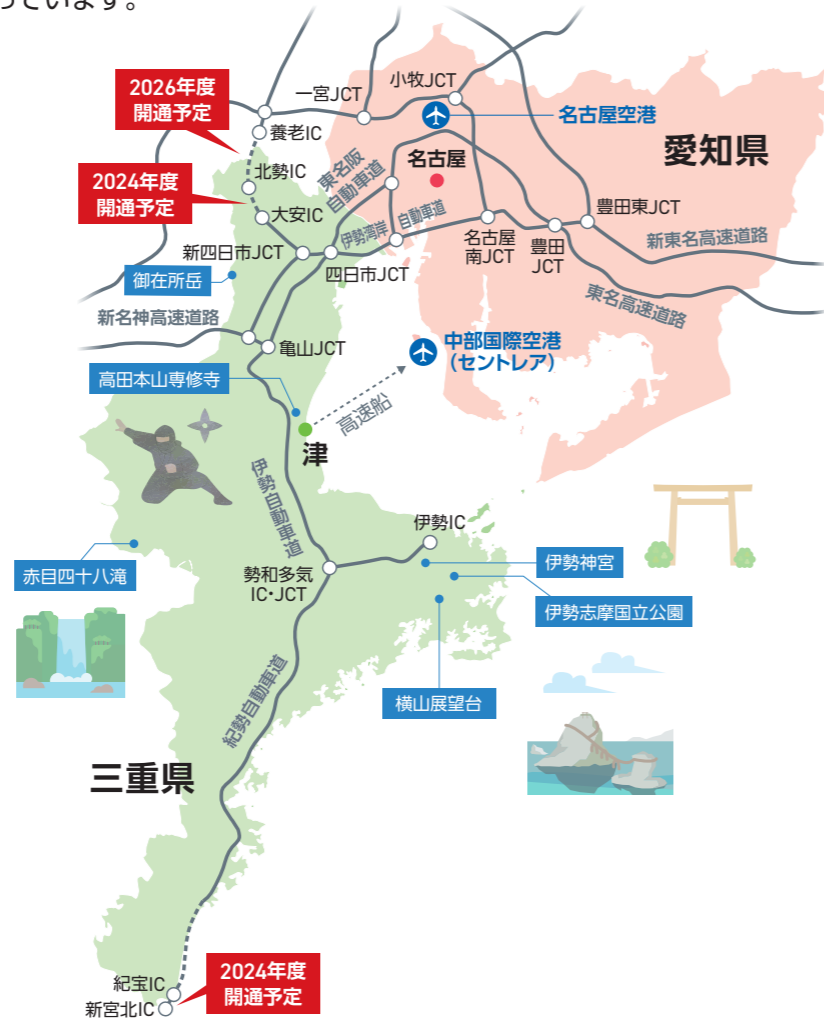 っています。
2026年度
開通予定
一宮JCT
小牧JCT
名古屋空港
養老IC
愛知県
2024年度
開通予定
北勢IC
東名阪
自動車道
名古屋
大安IC
豊田東JCT
新四日市JCT
伊勢湾岸
自動車道
四日市JCT
名古屋
南JCT
豊田
JCT
新東名高速道路
東名高速道路
御在所岳
新名神高速道路
亀山JCT
中部国際空港
(セントレア)
高田本山専修寺
高速船
津
伊勢自動車道
伊勢IC
赤目四十八滝
勢和多気
IC・JCT
伊勢神宮
伊勢志摩国立公園
横山展望台
紀勢自動車道
三重県
紀宝IC
新宮北IC
2024年度
開通予定